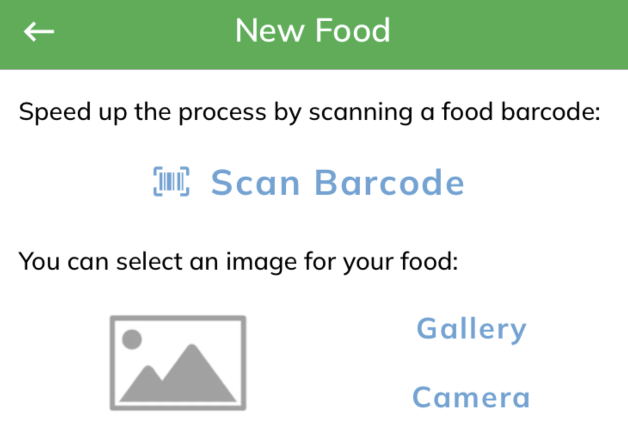 New Food
Speed up the process by scanning a food barcode:
Scan Barcode
You can select an image for your food:
Gallery
Camera